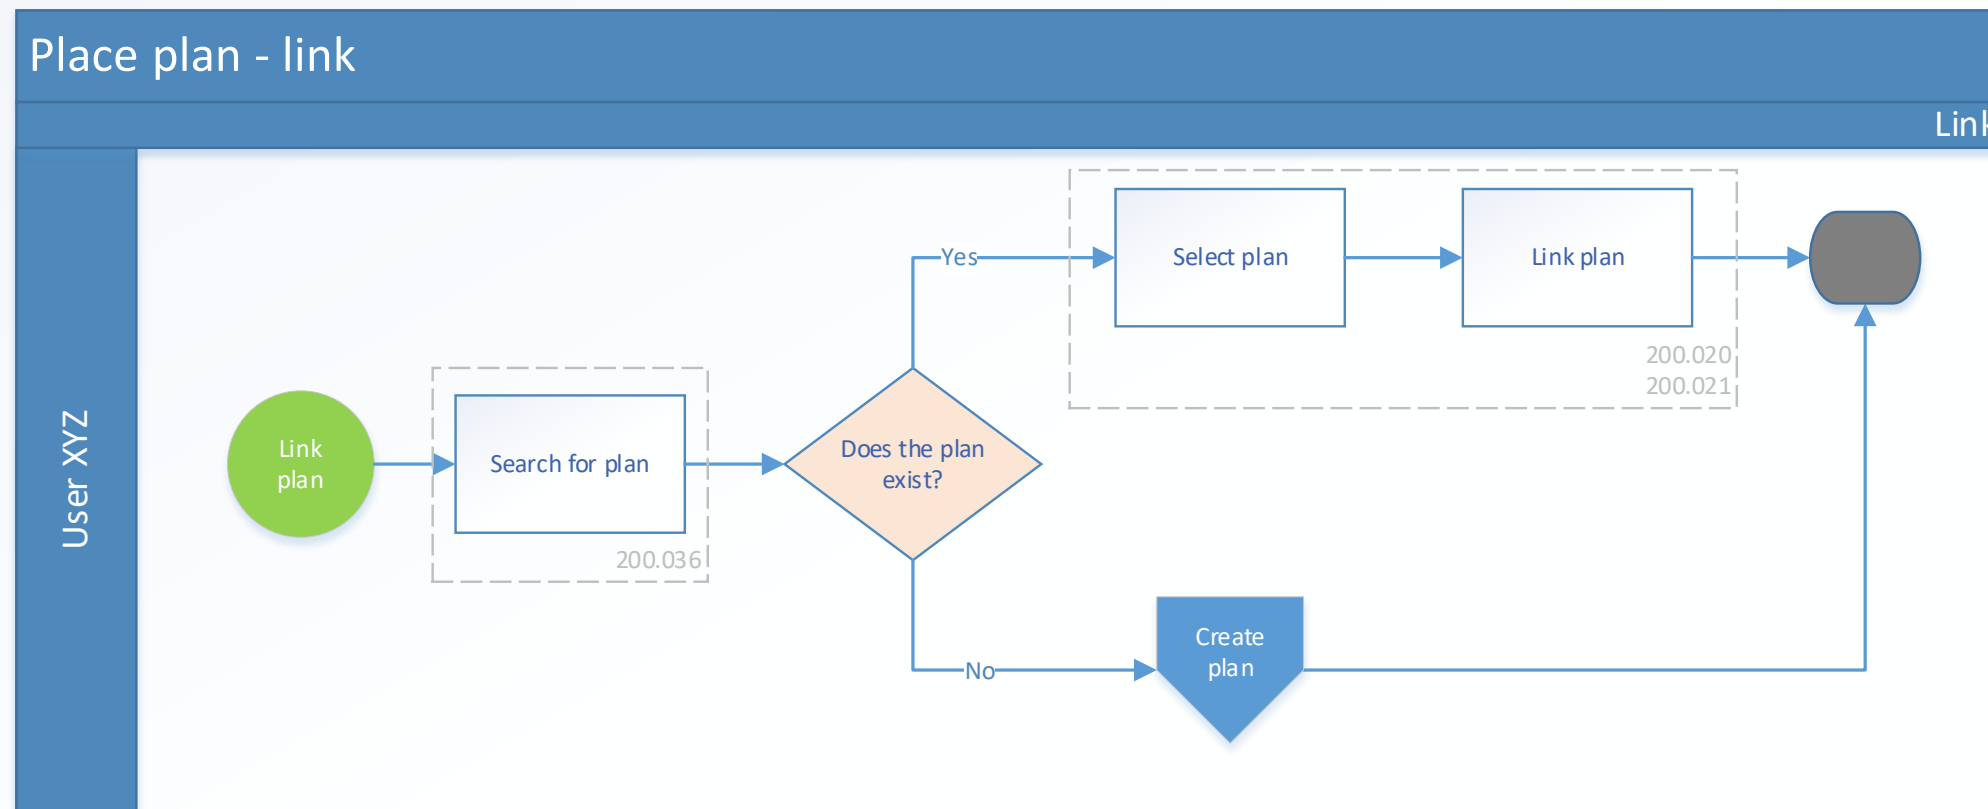 Place plan - link
Link
User XYZ
Link
plan
Search for plan
200.036
Does the plan
exist?
Yes
Select plan
Link plan
200.020
200.021
No
Create
plan